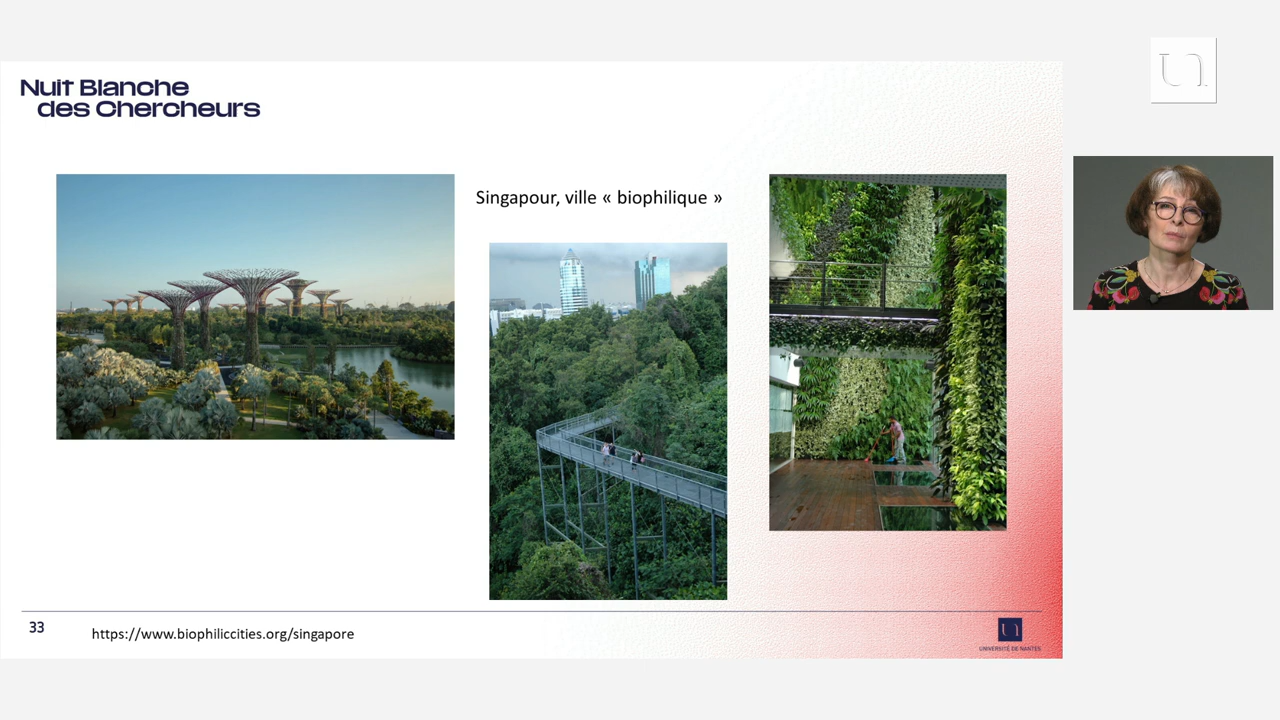 Nuit Blanche
des Chercheurs
Singapour, ville « biophilique »
33
https://www.biophiliccities.org/singapore
UNIVERSITÉ DE NANTES